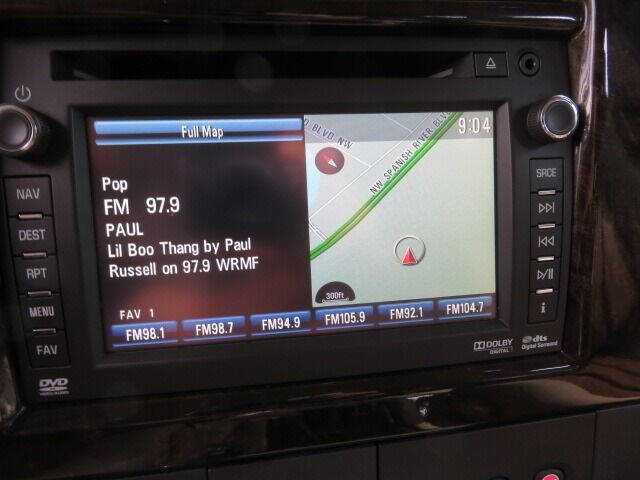 Full Map
D BLVD NW
NW SPANISH RIVER BLVD
9:04
Pop
FM 97.9
PAUL
Lil Boo Thang by Paul
Russell on 97.9 WRMF
300ft
FAV 1
FM98.1
FM98.7
FM94.9
FM105.9
FM92.1
FM104.7
NAV
DEST
RPT
MENU
FAV
SRCE
i
DVD
DOLBY
DIGITAL
dts
Digital Surround